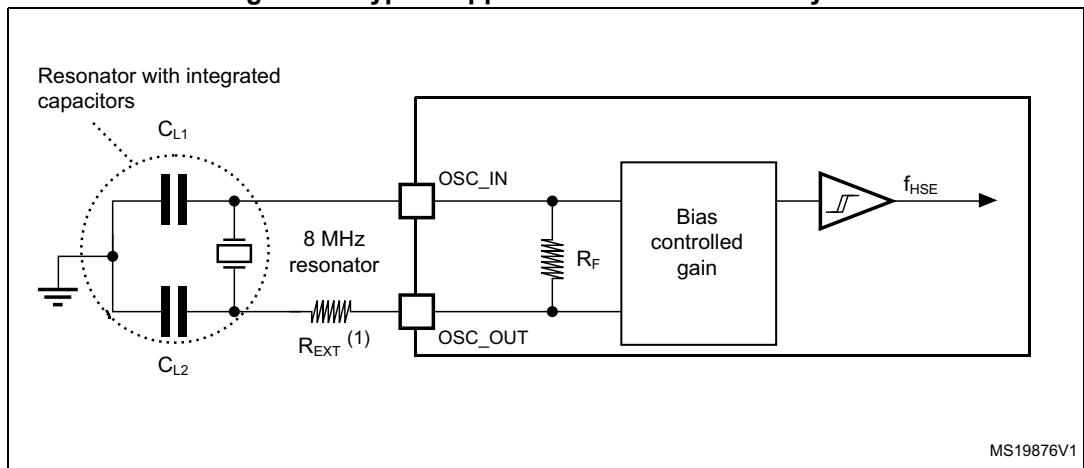 Resonator with integrated
capacitors
CL1
OSC_IN
fHSE
8 MHz
resonator
RF
Bias
controlled
gain
REXT (1)
OSC_OUT
CL2
MS19876V1